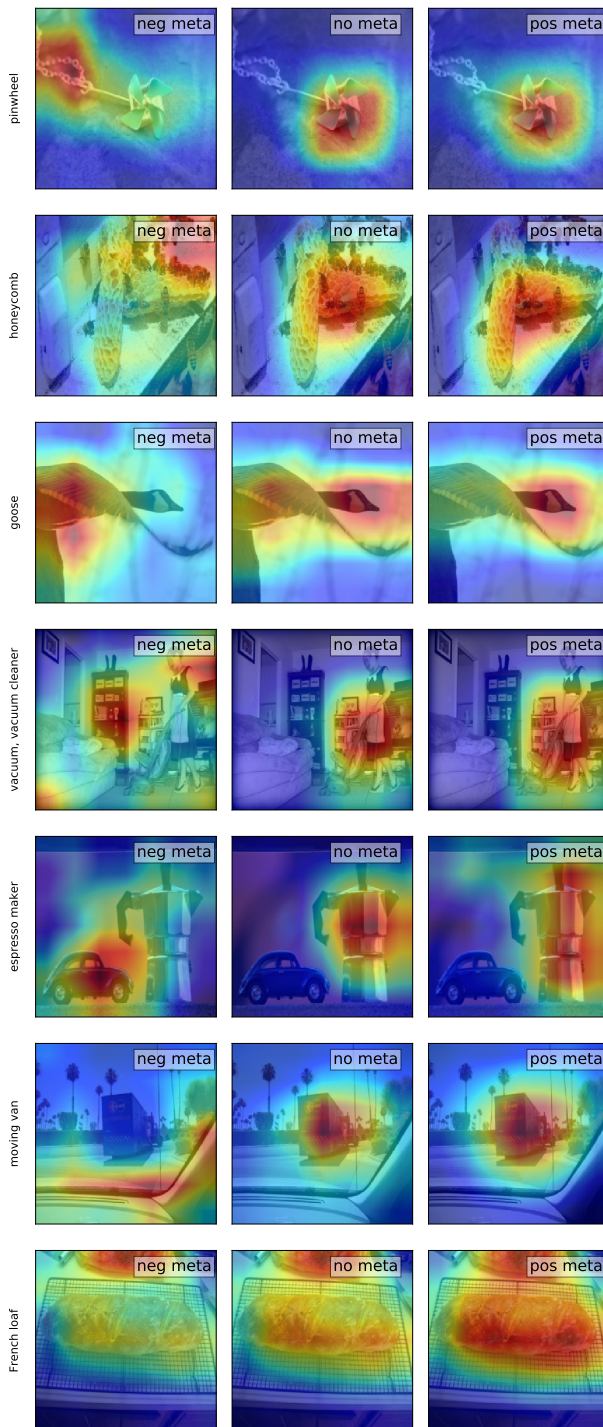 pinwheel
neg meta
no meta
pos meta
honeycomb
neg meta
no meta
pos meta
goose
neg meta
no meta
pos meta
vacuum, vacuum cleaner
neg meta
no meta
pos meta
espresso maker
neg meta
no meta
pos meta
moving van
neg meta
no meta
pos meta
French loaf
neg meta
no meta
pos meta